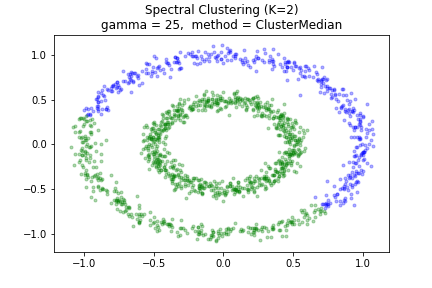 Spectral Clustering (K=2)
gamma = 25,  method = ClusterMedian
1.0
0.5
0.0
−0.5
−1.0
−1.0 −0.5 0.0 0.5 1.0